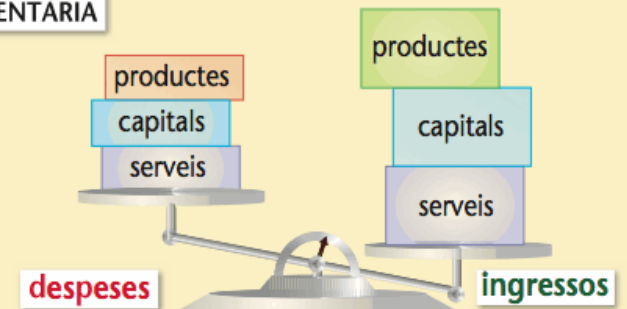 ENTARIA
productes
capitals
serveis
despeses
productes
capitals
serveis
ingressos